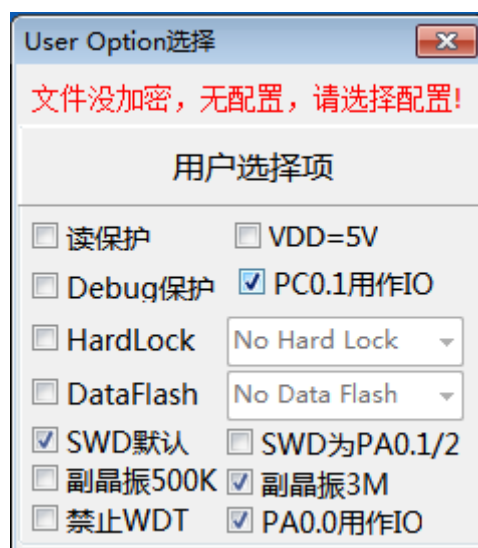 User Option选择
文件没加密，无配置，请选择配置!
用户选择项
读保护 VDD=5V
Debug保护 PC0.1用作IO
HardLock No Hard Lock
DataFlash No Data Flash
SWD默认 SWD为PA0.1/2
副晶振500K 副晶振3M
禁止WDT PA0.0用作IO